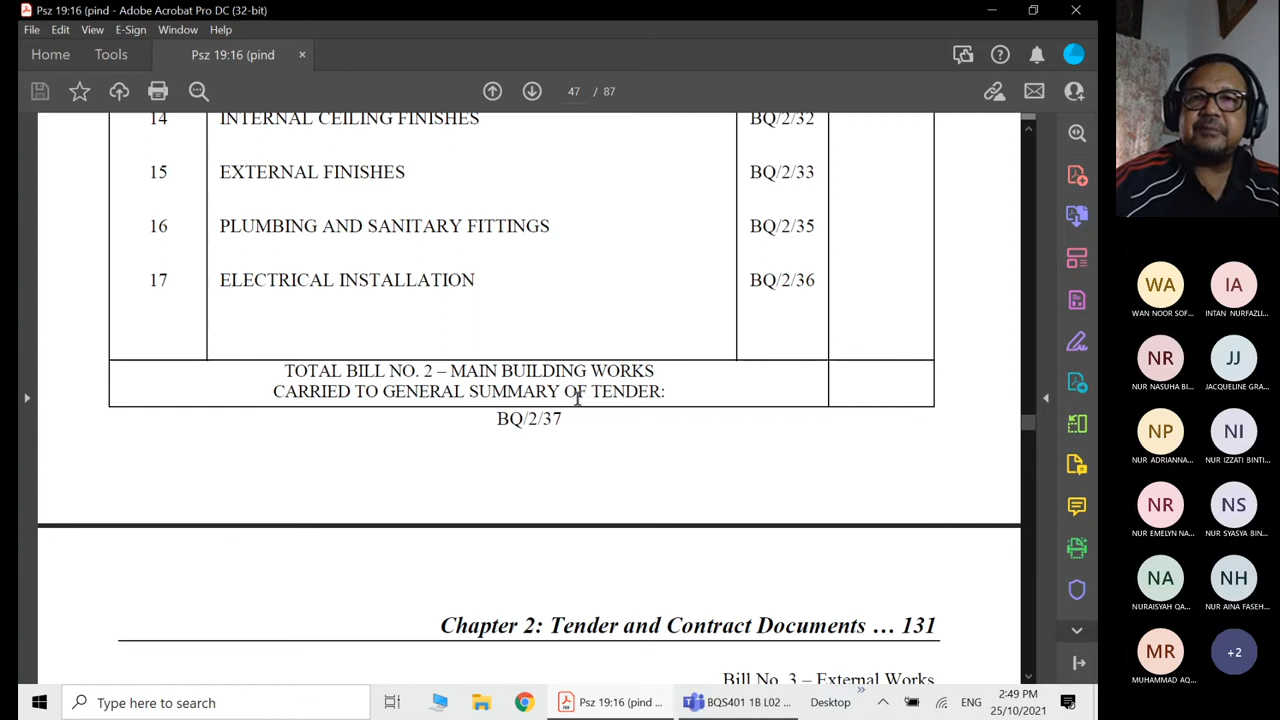 Psz 19:16 (pind - Adobe Acrobat Pro DC (32-bit)
File Edit View E-Sign Window Help
Home Tools Psz 19:16 (pind ×
47 / 87
14 INTERNAL CEILING FINISHES BQ/2/32
15 EXTERNAL FINISHES BQ/2/33
16 PLUMBING AND SANITARY FITTINGS BQ/2/35
17 ELECTRICAL INSTALLATION BQ/2/36
TOTAL BILL NO. 2 – MAIN BUILDING WORKS
CARRIED TO GENERAL SUMMARY OF TENDER:
BQ/2/37
Chapter 2: Tender and Contract Documents … 131
Bill No. 3 – External Works
WA IA
WAN NOOR SOF... INTAN NURFAZLI...
NR JJ
NUR NASUHA BI... JACQUELINE GRA...
NP NI
NUR ADRIANNA... NUR IZZATI BINTI...
NR NS
NUR EMELYN NA... NUR SYASYA BIN...
NA NH
NURAISYAH QA... NUR AINA FASEH...
MR +2
MUHAMMAD AQ...
Type here to search
Psz 19:16 (pind ...
BQS401 1B L02 ...
Desktop
»
ENG
2:49 PM
25/10/2021